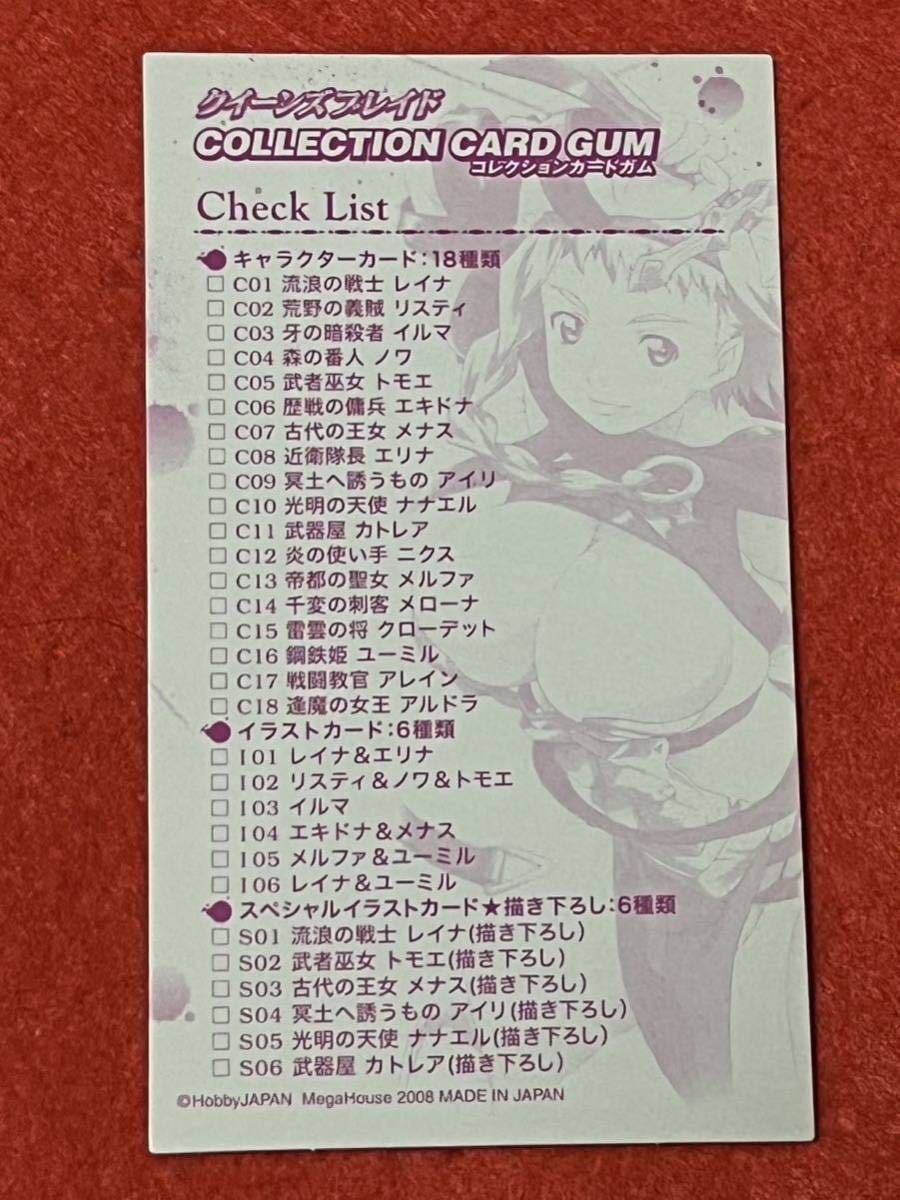 クイーンズブレイド
COLLECTION CARD GUM
コレクションカードガム
Check List
キャラクターカード:18種類
□ C01 流浪の戦士 レイナ
□ C02 荒野の義賊 リスティ
□ C03 牙の暗殺者 イルマ
□ C04 森の番人 ノワ
□ C05 武者巫女 トモエ
□ C06 歴戦の傭兵 エキドナ
□ C07 古代の王女 メナス
□ C08 近衛隊長 エリナ
□ C09 冥土へ誘うもの アイリ
□ C10 光明の天使 ナナエル
□ C11 武器屋 カトレア
□ C12 炎の使い手 ニクス
□ C13 帝都の聖女 メルファ
□ C14 千変の刺客 メローナ
□ C15 雷雲の将 クローデット
□ C16 鋼鉄姫 ユーミル
□ C17 戦闘教官 アレイン
□ C18 逢魔の女王 アルドラ
イラストカード:6種類
□ I01 レイナ&エリナ
□ I02 リスティ&ノワ&トモエ
□ I03 イルマ
□ I04 エキドナ&メナス
□ I05 メルファ&ユーミル
□ I06 レイナ&ユーミル
スペシャルイラストカード★描き下ろし:6種類
□ S01 流浪の戦士 レイナ(描き下ろし)
□ S02 武者巫女 トモエ(描き下ろし)
□ S03 古代の王女 メナス(描き下ろし)
□ S04 冥土へ誘うもの アイリ(描き下ろし)
□ S05 光明の天使 ナナエル(描き下ろし)
□ S06 武器屋 カトレア(描き下ろし)
©HobbyJAPAN MegaHouse 2008 MADE IN JAPAN